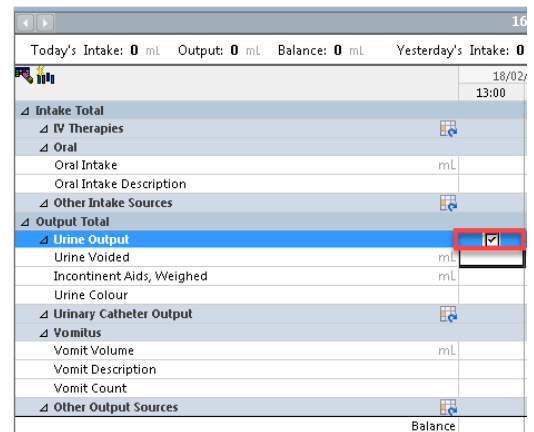 16
Today's Intake: 0 mL Output: 0 mL Balance: 0 mL Yesterday's Intake: 0
18/02/
13:00
Intake Total
IV Therapies
Oral
Oral Intake mL
Oral Intake Description
Other Intake Sources
Output Total
Urine Output
Urine Voided mL
Incontinent Aids, Weighed mL
Urine Colour
Urinary Catheter Output
Vomitus
Vomit Volume mL
Vomit Description
Vomit Count
Other Output Sources
Balance